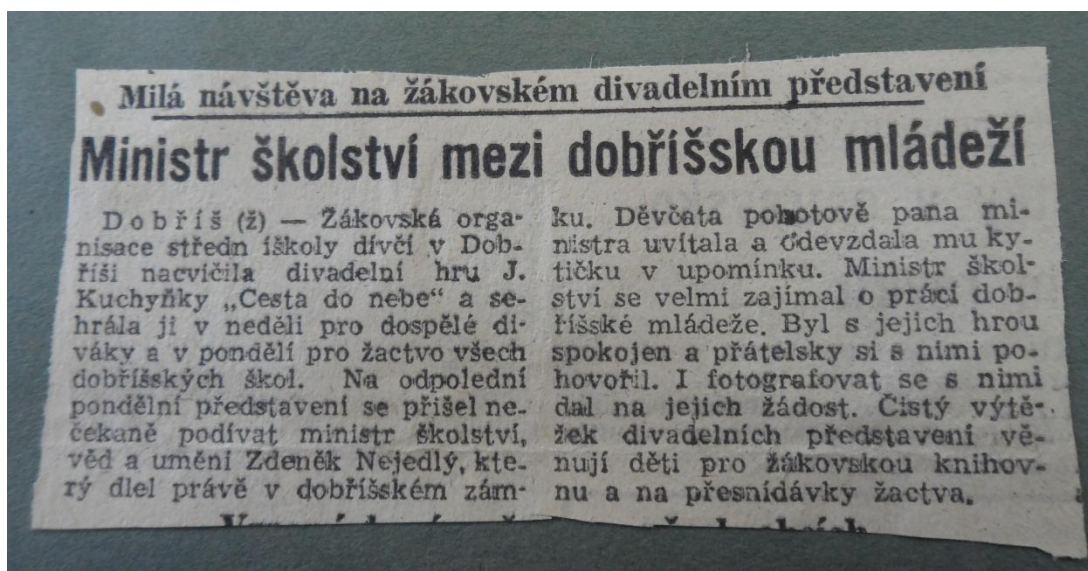 Milá návštěva na žákovském divadelním představení
Ministr školství mezi dobříšskou mládeží
Dobříš (ž) — Žákovská orga-
nisace středn íškoly dívčí v Dob-
říši nacvičila divadelní hru J.
Kuchyňky „Cesta do nebe“ a se-
hrála ji v neděli pro dospělé di-
váky a v pondělí pro žactvo všech
dobříšských škol. Na odpolední
pondělní představení se přišel ne-
čekaně podívat ministr školství,
věd a umění Zdeněk Nejedlý, kte-
rý dlel právě v dobříšském zám-
ku. Děvčata pohotově pana mi-
nistra uvítala a odevzdala mu ky-
tičku v upomínku. Ministr škol-
ství se velmi zajímal o práci dob-
říšské mládeže. Byl s jejich hrou
spokojen a přátelsky si s nimi po-
hovořil. I fotografovat se s nimi
dal na jejich žádost. Čistý výtě-
žek divadelních představení vě-
nují děti pro žákovskou knihov-
nu a na přesnídávky žactva.